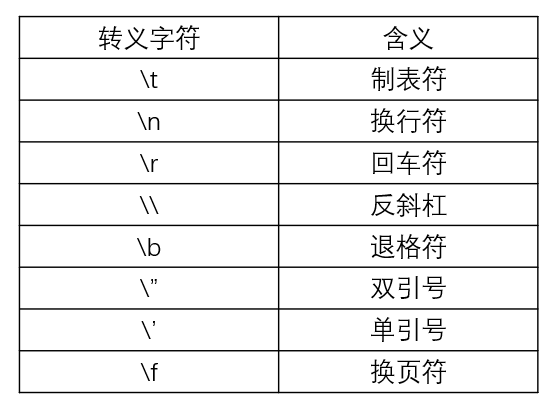 转义字符 含义
\t 制表符
\n 换行符
\r 回车符
\\ 反斜杠
\b 退格符
\” 双引号
\’ 单引号
\f 换页符